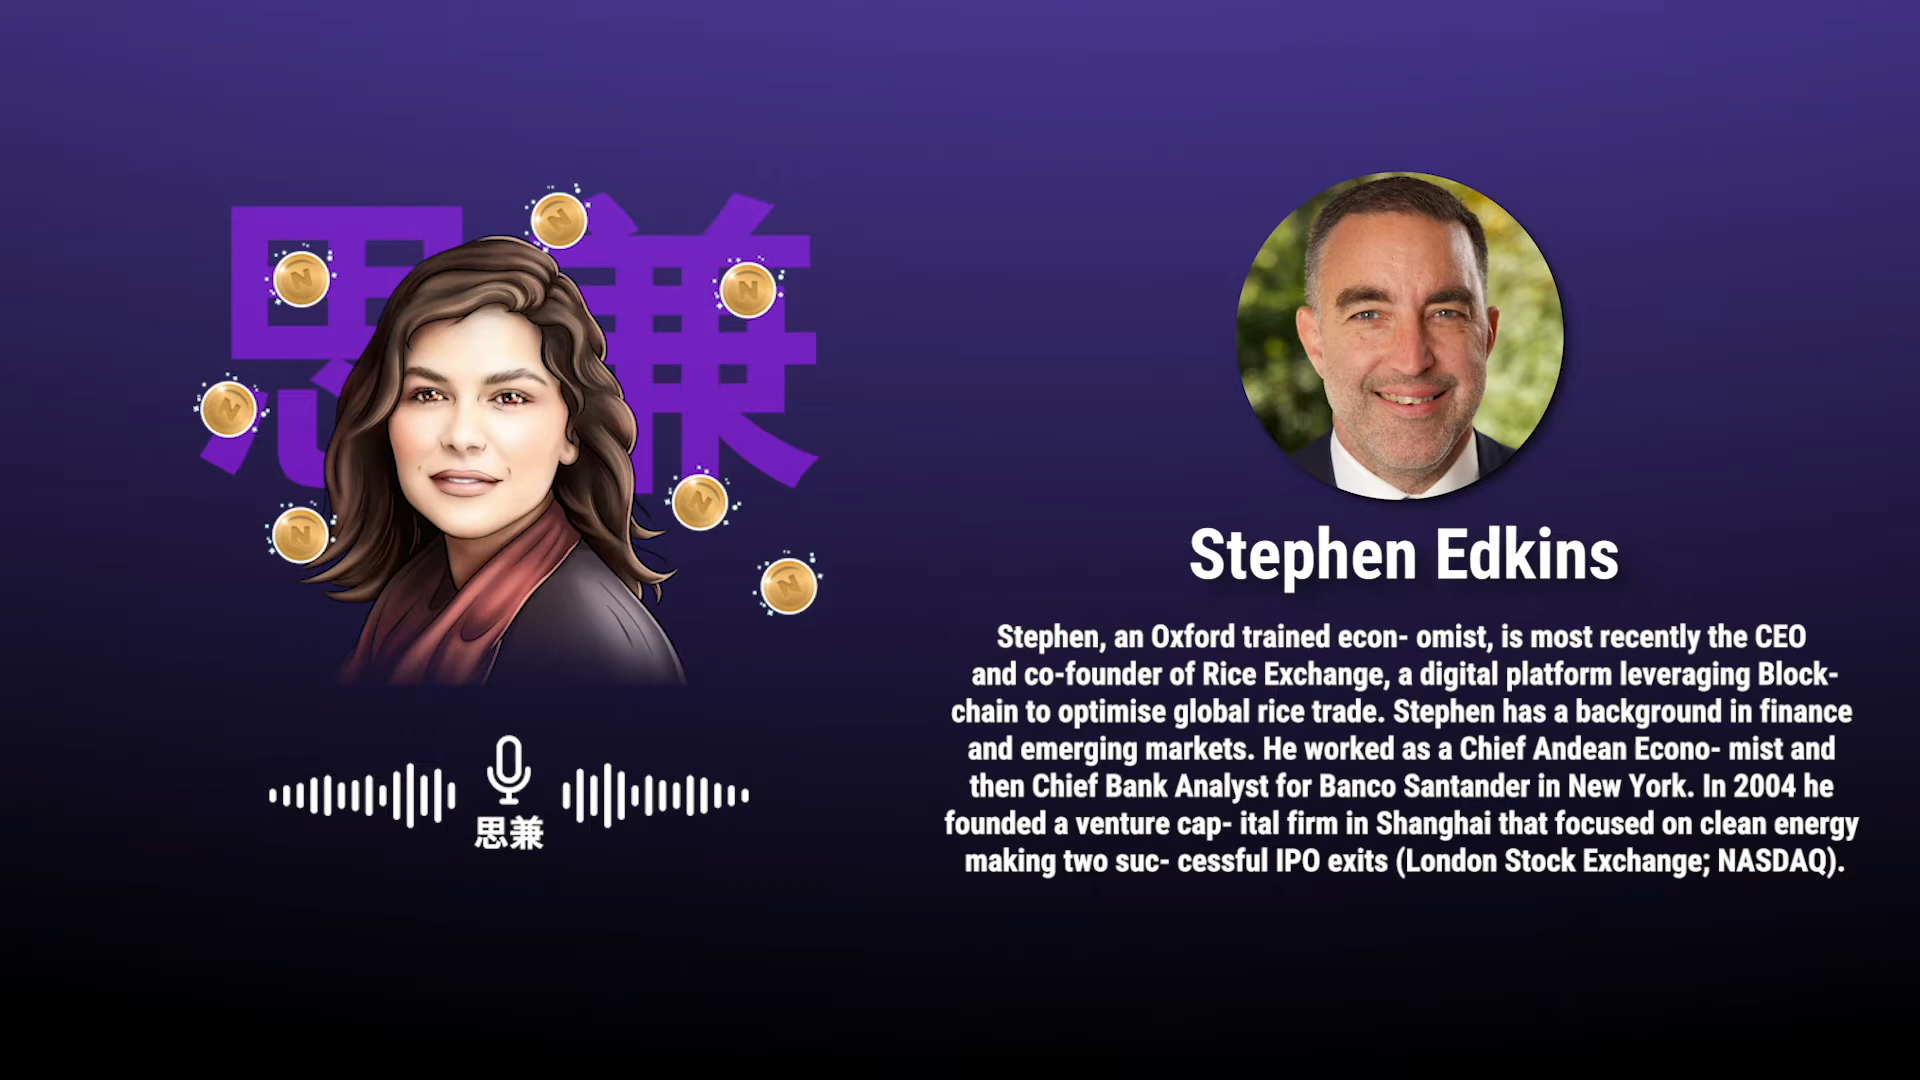 思兼
N
N
N
N
N
N
N
思兼
Stephen Edkins
Stephen, an Oxford trained econ- omist, is most recently the CEO
and co-founder of Rice Exchange, a digital platform leveraging Block-
chain to optimise global rice trade. Stephen has a background in finance
and emerging markets. He worked as a Chief Andean Econo- mist and
then Chief Bank Analyst for Banco Santander in New York. In 2004 he
founded a venture cap- ital firm in Shanghai that focused on clean energy
making two suc- cessful IPO exits (London Stock Exchange; NASDAQ).